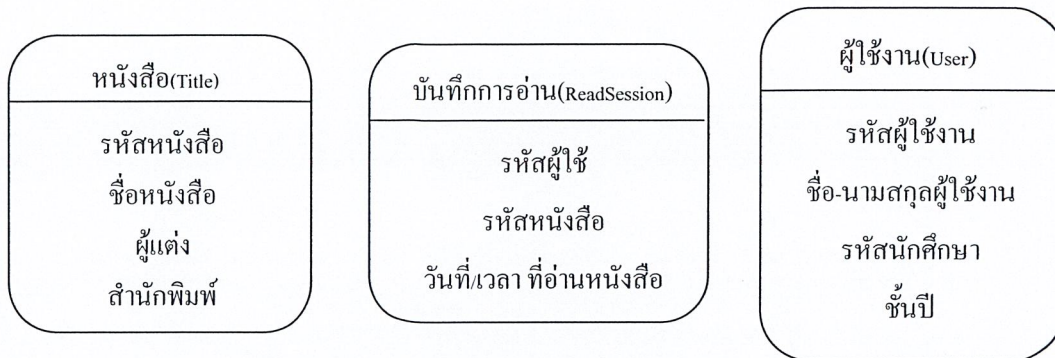 หนังสือ(Title)
รหัสหนังสือ
ชื่อหนังสือ
ผู้แต่ง
สำนักพิมพ์
บันทึกการอ่าน(ReadSession)
รหัสผู้ใช้
รหัสหนังสือ
วันที่/เวลา ที่อ่านหนังสือ
ผู้ใช้งาน(User)
รหัสผู้ใช้งาน
ชื่อ-นามสกุลผู้ใช้งาน
รหัสนักศึกษา
ชั้นปี